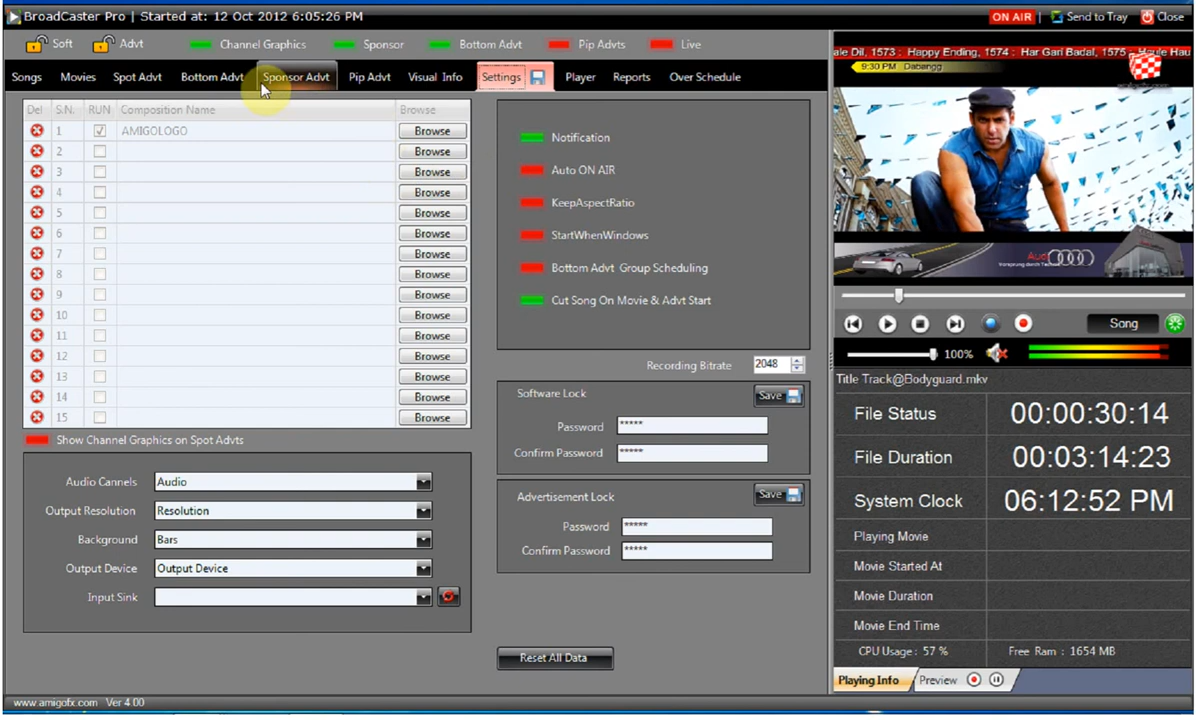 BroadCaster Pro | Started at: 12 Oct 2012 6:05:26 PM
ON AIR | Send to Tray Close
Soft Advt Channel Graphics Sponsor Bottom Advt Pip Advts Live
Songs Movies Spot Advt Bottom Advt Sponsor Advt Pip Advt Visual Info Settings Player Reports Over Schedule
Del S.N. RUN Composition Name Browse
1 AMIGOLOGO Browse
2 Browse
3 Browse
4 Browse
5 Browse
6 Browse
7 Browse
8 Browse
9 Browse
10 Browse
11 Browse
12 Browse
13 Browse
14 Browse
15 Browse
Show Channel Graphics on Spot Advts
Audio Cannels Audio
Output Resolution Resolution
Background Bars
Output Device Output Device
Input Sink
Notification
Auto ON AIR
KeepAspectRatio
StartWhenWindows
Bottom Advt Group Scheduling
Cut Song On Movie & Advt Start
Recording Bitrate 2048
Software Lock Save
Password *****
Confirm Password *****
Advertisement Lock Save
Password *****
Confirm Password *****
Reset All Data
ale Dil, 1573 : Happy Ending, 1574 : Har Gari Badal, 1575 - Haule Hau
9:30 PM Dabangg
Audi
Song
100%
Title Track@Bodyguard.mkv
File Status 00:00:30:14
File Duration 00:03:14:23
System Clock 06:12:52 PM
Playing Movie
Movie Started At
Movie Duration
Movie End Time
CPU Usage : 57 % Free Ram : 1654 MB
Playing Info Preview
www.amigofx.com Ver 4.00